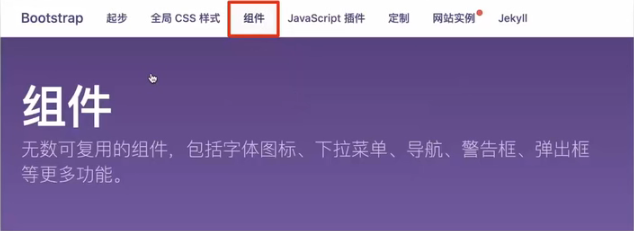 Bootstrap 起步 全局 CSS 样式 组件 JavaScript 插件 定制 网站实例 Jekyll
组件
无数可复用的组件，包括字体图标、下拉菜单、导航、警告框、弹出框
等更多功能。